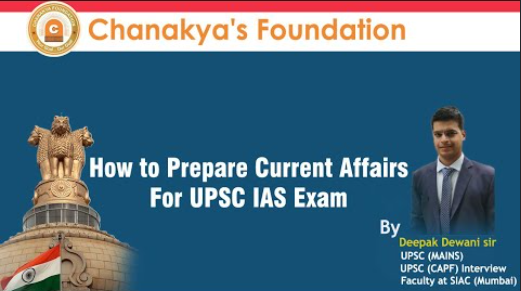 Chanakya's Foundation
How to Prepare Current Affairs
For UPSC IAS Exam
By
Deepak Dewani sir
UPSC (MAINS)
UPSC (CAPF) Interview
Faculty at SIAC (Mumbai)